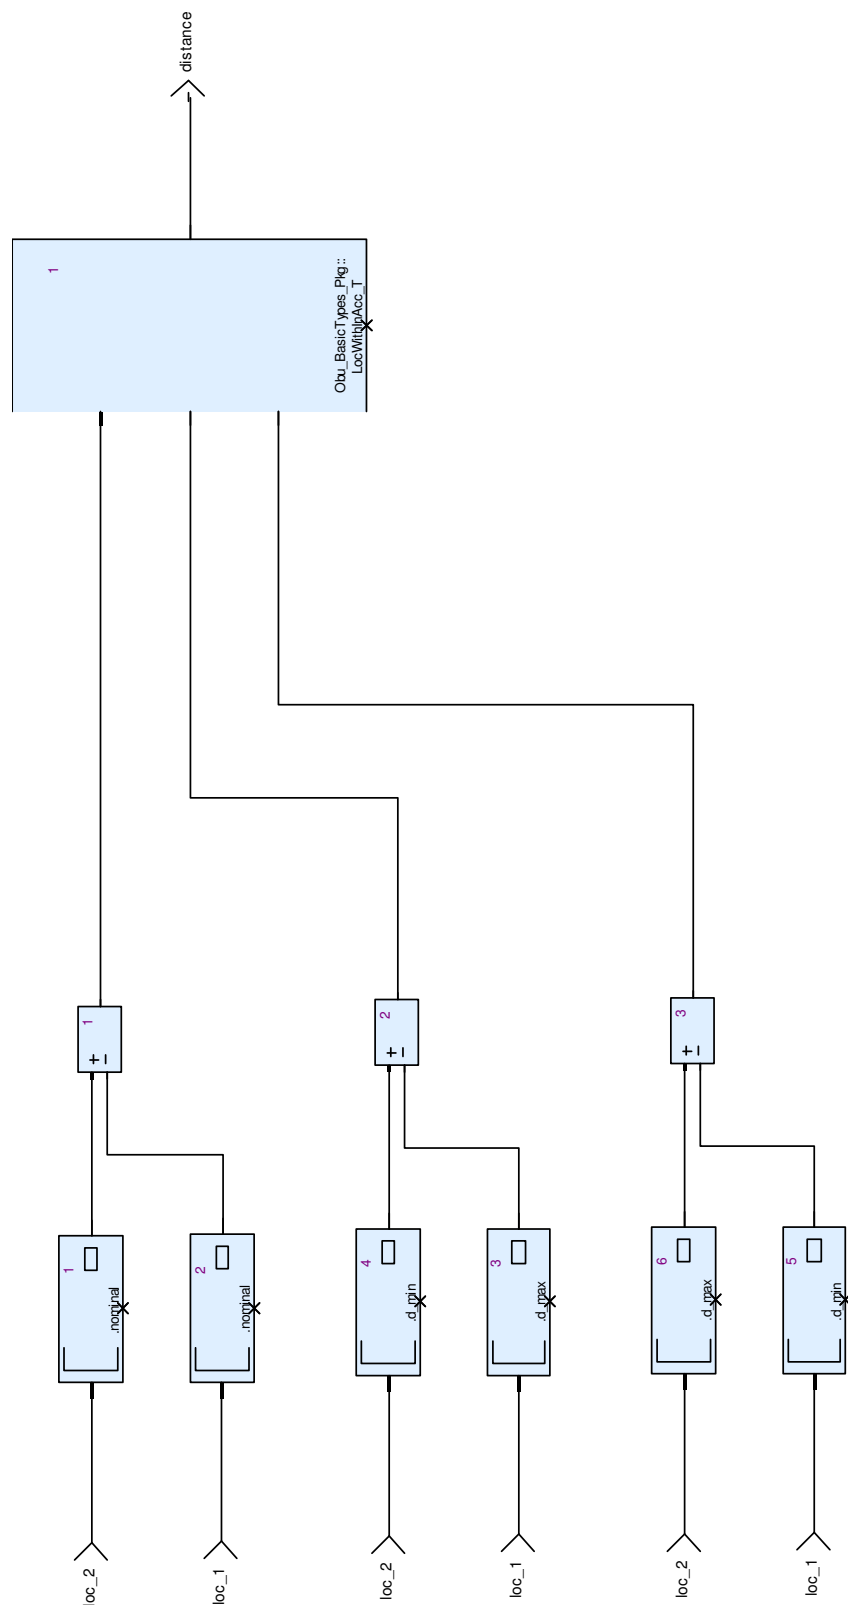 loc_2
1
.nominal
loc_1
2
.nominal
1
+
−
loc_2
4
.d_min
loc_1
3
.d_max
2
+
−
loc_2
6
.d_max
loc_1
5
.d_min
3
+
−
1
Obu_BasicTypes_Pkg::
LocWithInAcc_T
distance